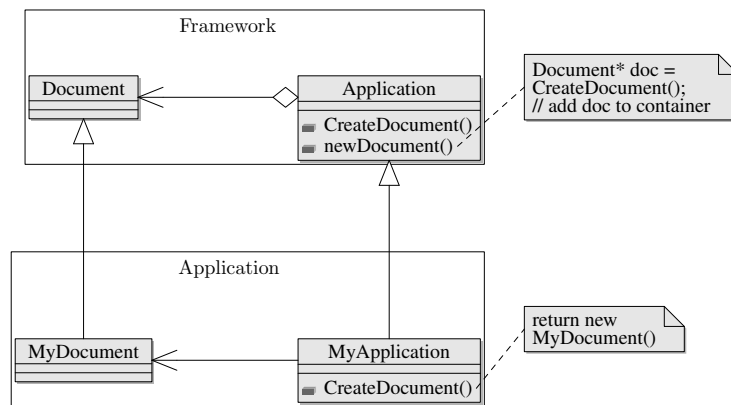 Framework
Document
Application
CreateDocument()
newDocument()
Document* doc =
CreateDocument();
// add doc to container
Application
MyDocument
MyApplication
CreateDocument()
return new
MyDocument()